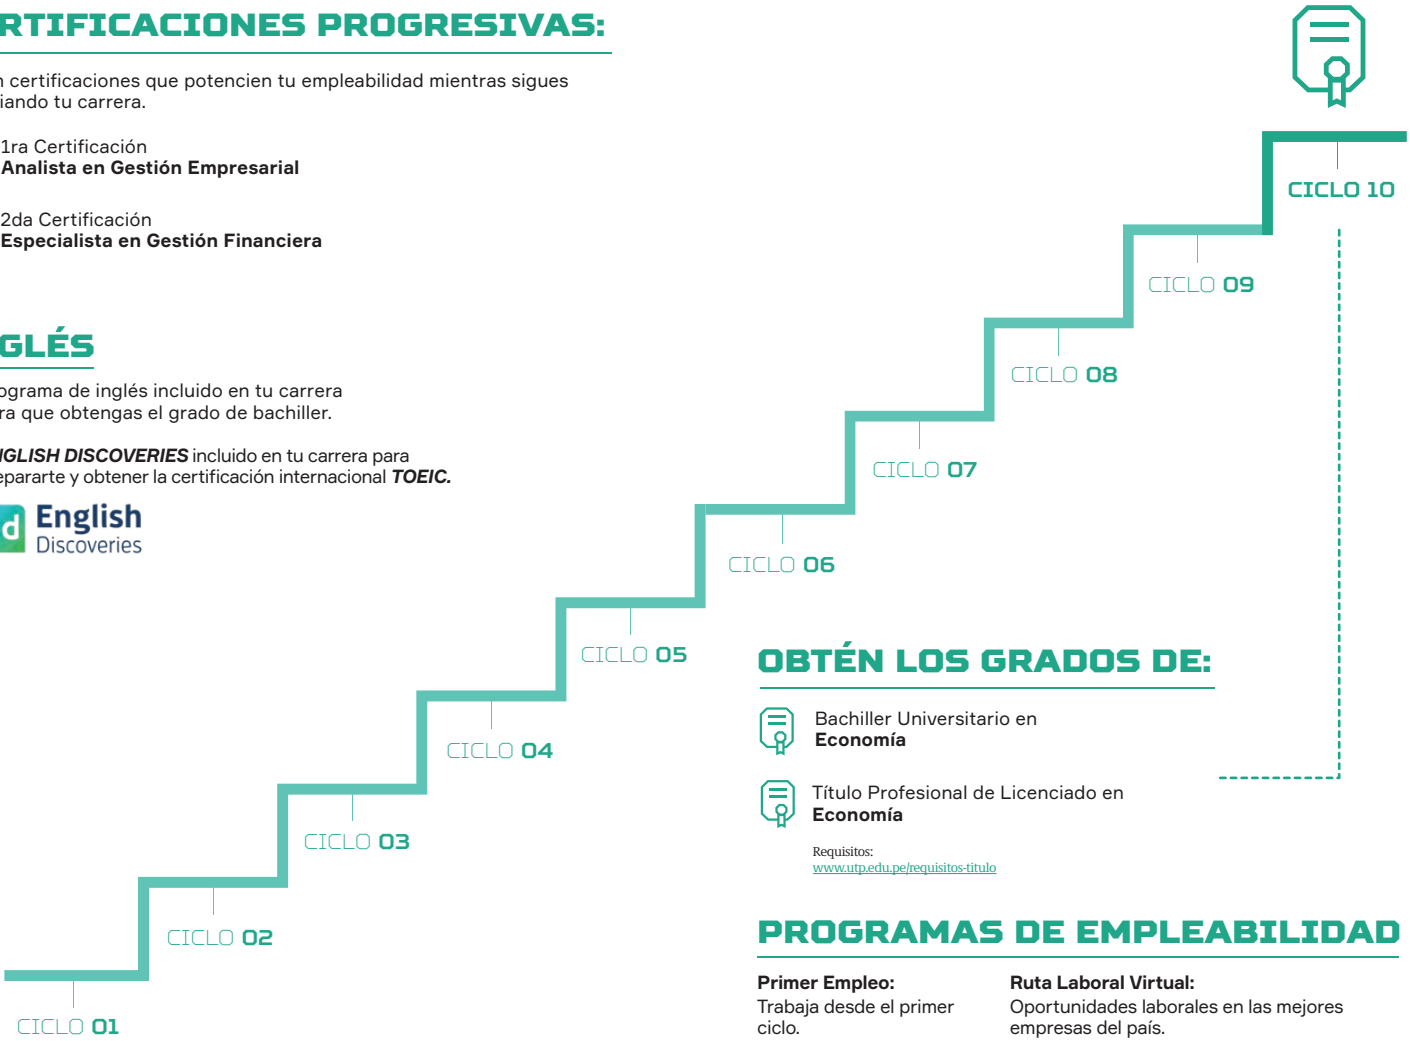 RTIFICACIONES PROGRESIVAS:
n certificaciones que potencien tu empleabilidad mientras sigues
iando tu carrera.
1ra Certificación
Analista en Gestión Empresarial
2da Certificación
Especialista en Gestión Financiera
GLÉS
ograma de inglés incluido en tu carrera
ra que obtengas el grado de bachiller.
NGLISH DISCOVERIES incluido en tu carrera para
epararte y obtener la certificación internacional TOEIC.
d English
Discoveries
CICLO 10
CICLO 09
CICLO 08
CICLO 07
CICLO 06
CICLO 05
CICLO 04
CICLO 03
CICLO 02
CICLO 01
OBTÉN LOS GRADOS DE:
Bachiller Universitario en
Economía
Título Profesional de Licenciado en
Economía
Requisitos:
www.utp.edu.pe/requisitos-titulo
PROGRAMAS DE EMPLEABILIDAD
Primer Empleo:
Trabaja desde el primer
ciclo.
Ruta Laboral Virtual:
Oportunidades laborales en las mejores
empresas del país.